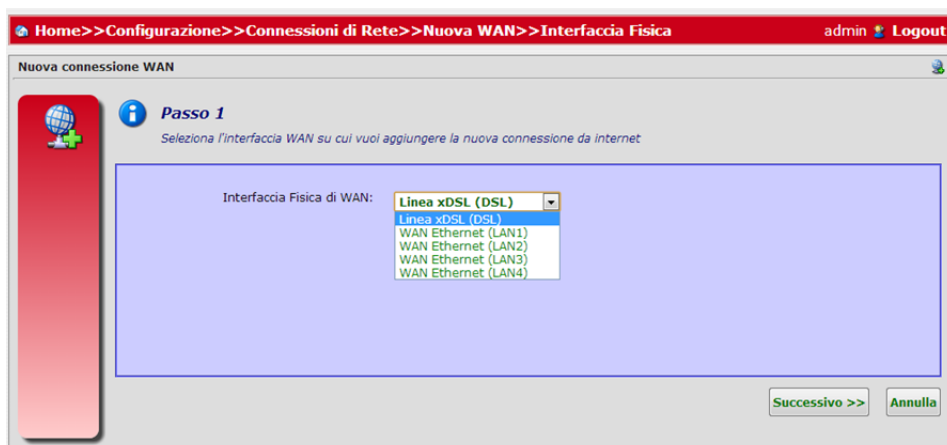 Home>>Configurazione>>Connessioni di Rete>>Nuova WAN>>Interfaccia Fisica admin Logout
Nuova connessione WAN
Passo 1
Seleziona l'interfaccia WAN su cui vuoi aggiungere la nuova connessione da internet
Interfaccia Fisica di WAN: Linea xDSL (DSL)
Linea xDSL (DSL)
WAN Ethernet (LAN1)
WAN Ethernet (LAN2)
WAN Ethernet (LAN3)
WAN Ethernet (LAN4)
Successivo >> Annulla